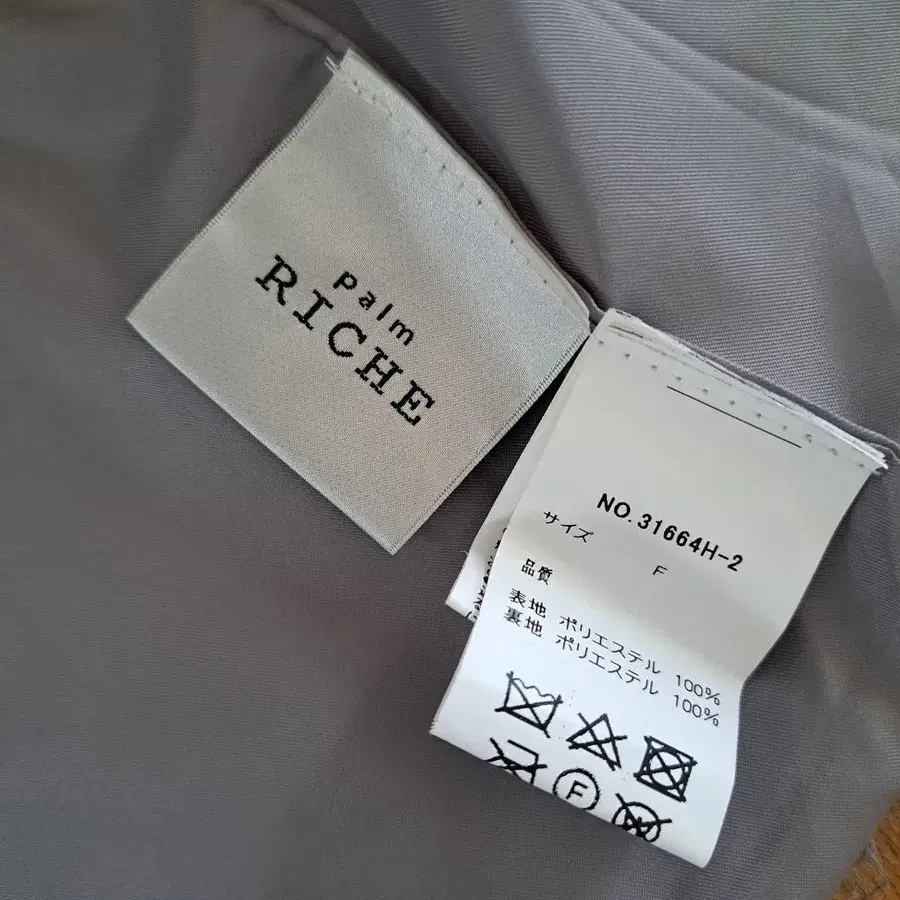 Palm
RICHE
NO.31664H-2
サイズ
F
品質
表地 ポリエステル 100%
裏地 ポリエステル 100%
F
W